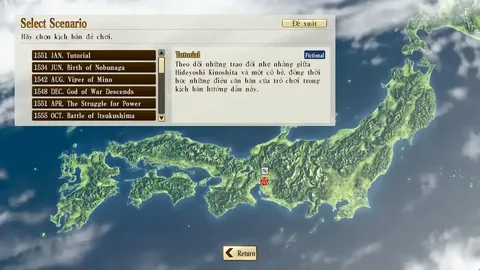 Select Scenario
Đề xuất
Hãy chọn kịch bản để chơi.
1551 JAN. Tutorial
1534 JUN. Birth of Nobunaga
1542 AUG. Viper of Mino
1548 DEC. God of War Descends
1551 APR. The Struggle for Power
1555 OCT. Battle of Itsukushima
Tutorial
Fictional
Theo dõi những trao đổi nhẹ nhàng giữa
Hideyoshi Kinoshita và một cô bé, đồng thời
học những điều căn bản của trò chơi trong
kịch bản hướng dẫn này.
Return